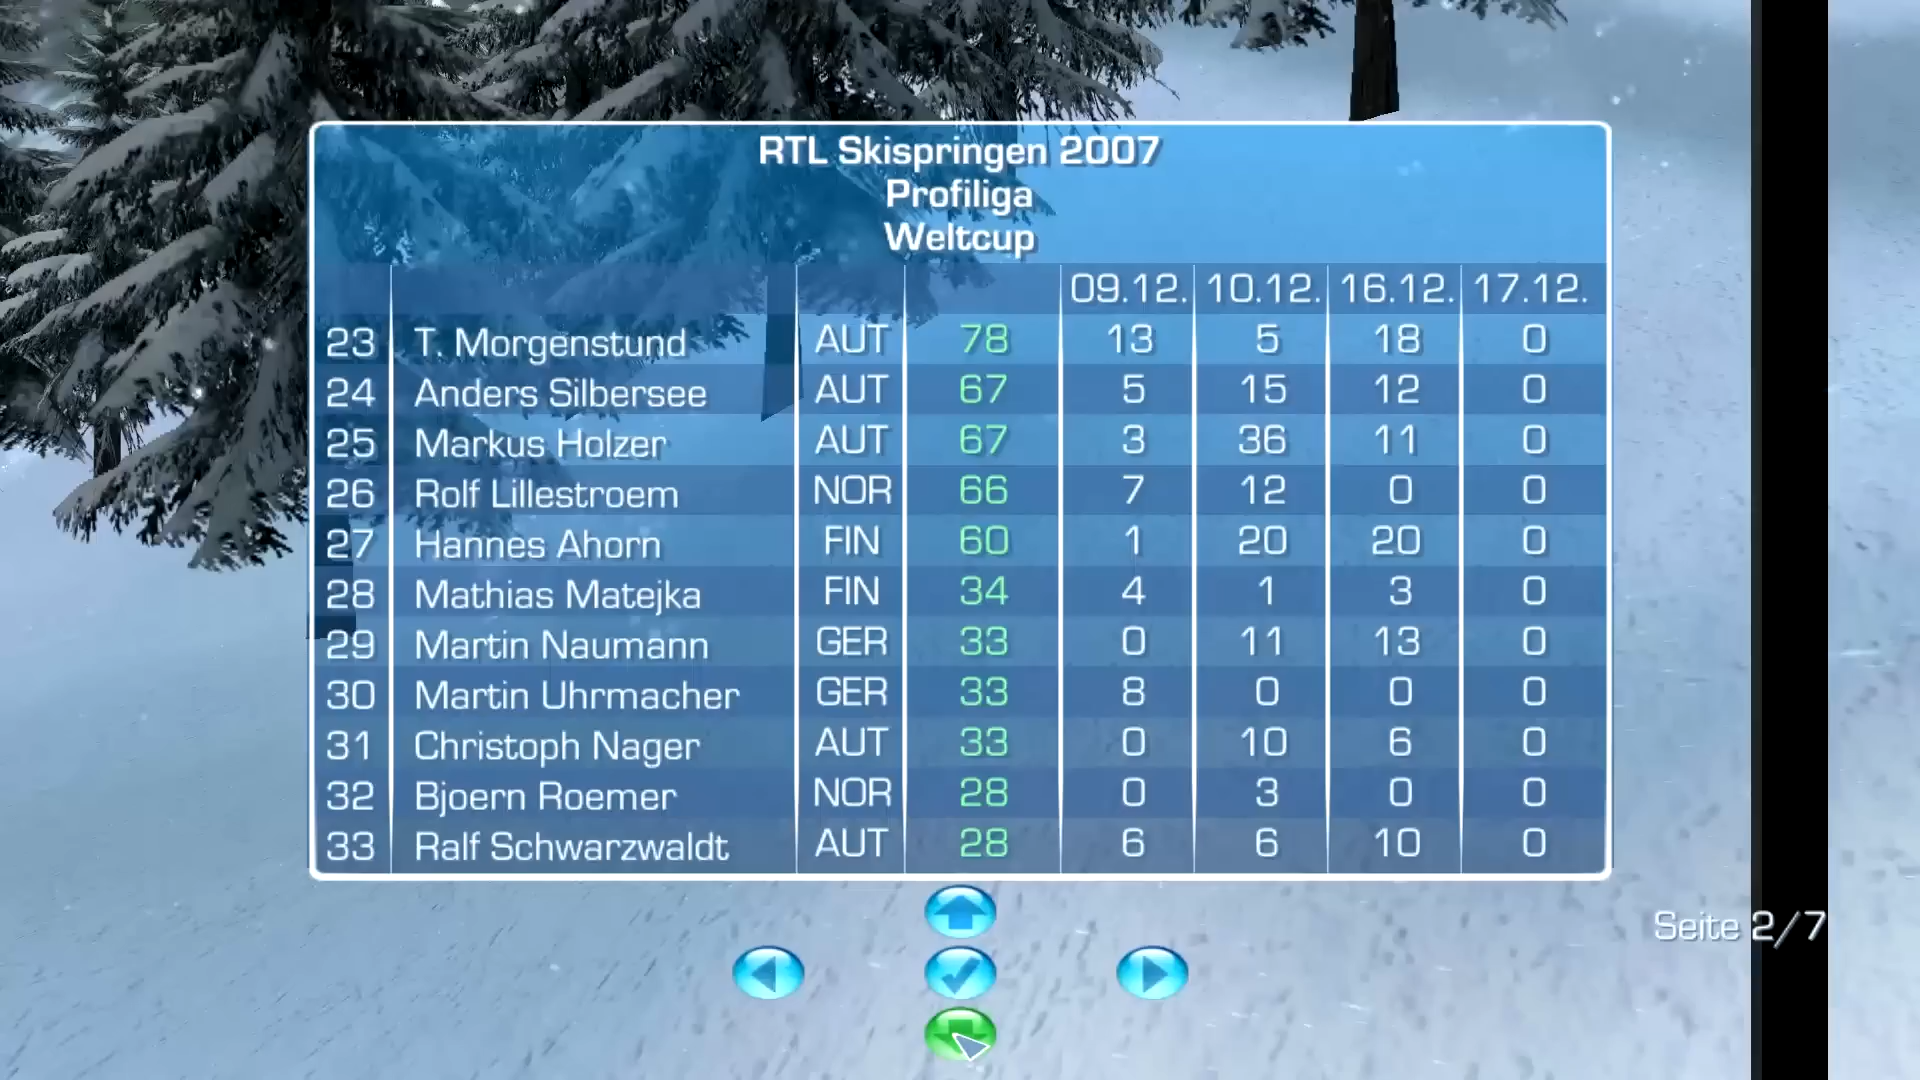 RTL Skispringen 2007
Profiliga
Weltcup
09.12. 10.12. 16.12. 17.12.
23 T. Morgenstund AUT 78 13 5 18 0
24 Anders Silbersee AUT 67 5 15 12 0
25 Markus Holzer AUT 67 3 36 11 0
26 Rolf Lillestroem NOR 66 7 12 0 0
27 Hannes Ahorn FIN 60 1 20 20 0
28 Mathias Matejka FIN 34 4 1 3 0
29 Martin Naumann GER 33 0 11 13 0
30 Martin Uhrmacher GER 33 8 0 0 0
31 Christoph Nager AUT 33 0 10 6 0
32 Bjoern Roemer NOR 28 0 3 0 0
33 Ralf Schwarzwaldt AUT 28 6 6 10 0
Seite 2/7